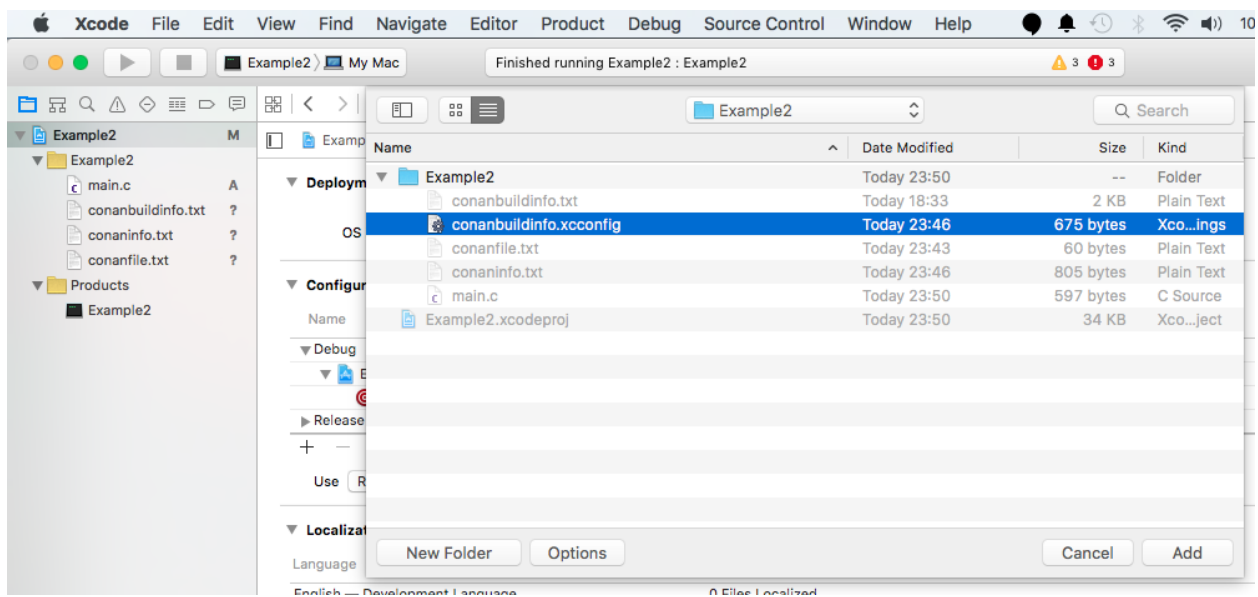 Xcode File Edit View Find Navigate Editor Product Debug Source Control Window Help 10
Example2 My Mac Finished running Example2 : Example2 3 3
Example2 Search
Example2 M
Examp
Name Date Modified Size Kind
Example2
main.c A
conanbuildinfo.txt ?
conaninfo.txt ?
conanfile.txt ?
Products
Example2
Deploym
OS
Configur
Name
Debug
E
Release
Use R
Localizat
Language
English — Development Language 0 Files Localized
Example2 Today 23:50 -- Folder
conanbuildinfo.txt Today 18:33 2 KB Plain Text
conanbuildinfo.xcconfig Today 23:46 675 bytes Xco...ings
conanfile.txt Today 23:43 60 bytes Plain Text
conaninfo.txt Today 23:46 805 bytes Plain Text
main.c Today 23:50 597 bytes C Source
Example2.xcodeproj Today 23:50 34 KB Xco...ject
New Folder Options Cancel Add